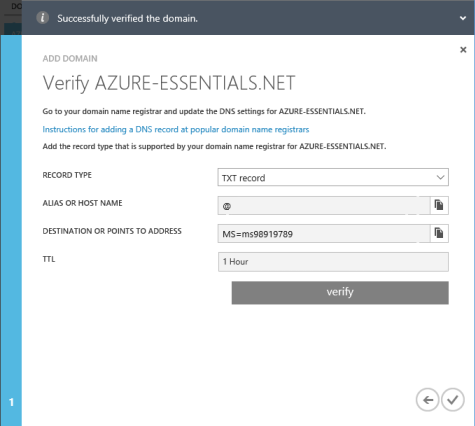 DO
Successfully verified the domain.
ADD DOMAIN
Verify AZURE-ESSENTIALS.NET
Go to your domain name registrar and update the DNS settings for AZURE-ESSENTIALS.NET.
Instructions for adding a DNS record at popular domain name registrars
Add the record type that is supported by your domain name registrar for AZURE-ESSENTIALS.NET.
RECORD TYPE TXT record
ALIAS OR HOST NAME @
DESTINATION OR POINTS TO ADDRESS MS=ms98919789
TTL 1 Hour
verify
1